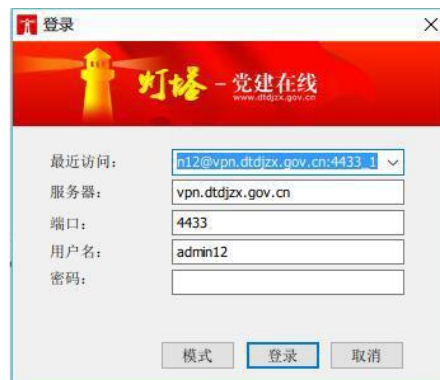 登录
灯塔-党建在线
www.dtdjzx.gov.cn
最近访问： n12@vpn.dtdjzx.gov.cn:4433_1
服务器： vpn.dtdjzx.gov.cn
端口： 4433
用户名： admin12
密码：
模式 登录 取消